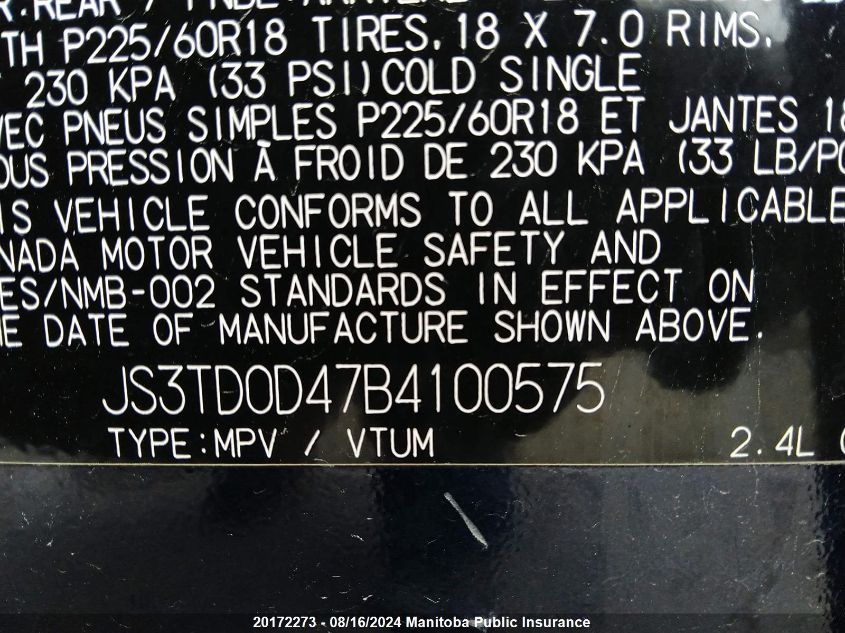 TH P225/60R18 TIRES, 18 X 7.0 RIMS,
230 KPA (33 PSI) COLD SINGLE
VEC PNEUS SIMPLES P225/60R18 ET JANTES 18
OUS PRESSION À FROID DE 230 KPA (33 LB/PO
IS VEHICLE CONFORMS TO ALL APPLICABLE
NADA MOTOR VEHICLE SAFETY AND
ES/NMB-002 STANDARDS IN EFFECT ON
E DATE OF MANUFACTURE SHOWN ABOVE.
JS3TD0D47B4100575
TYPE:MPV / VTUM 2.4L
20172273 - 08/16/2024 Manitoba Public Insurance